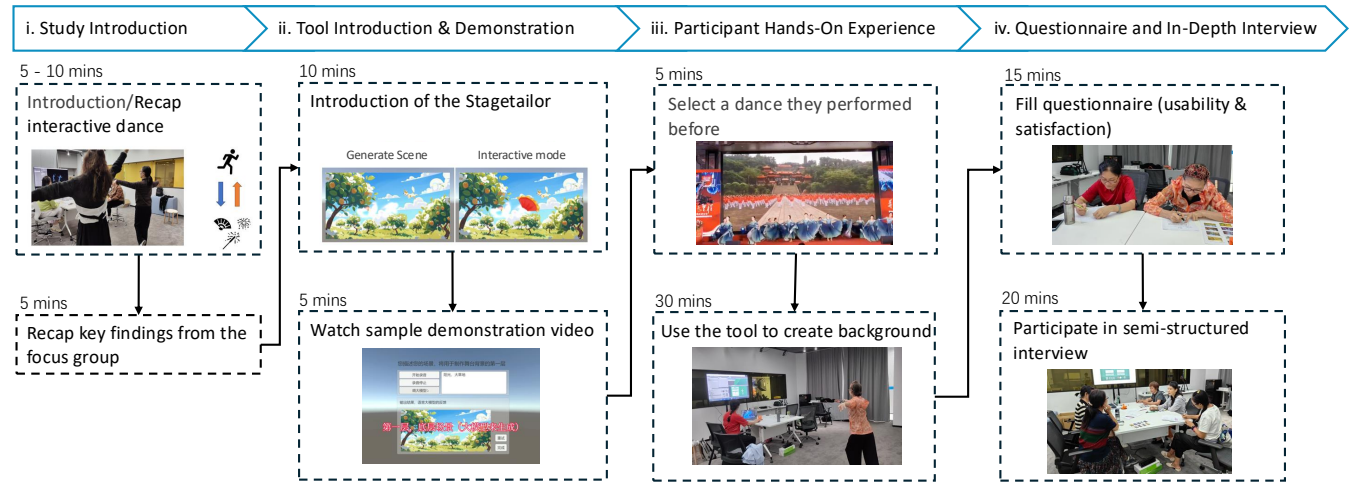 i. Study Introduction
ii. Tool Introduction & Demonstration
iii. Participant Hands-On Experience
iv. Questionnaire and In-Depth Interview
5 - 10 mins
Introduction/Recap
interactive dance
5 mins
Recap key findings from the
focus group
10 mins
Introduction of the Stagetailor
Generate Scene
Interactive mode
5 mins
Watch sample demonstration video
5 mins
Select a dance they performed
before
30 mins
Use the tool to create background
15 mins
Fill questionnaire (usability &
satisfaction)
20 mins
Participate in semi-structured
interview